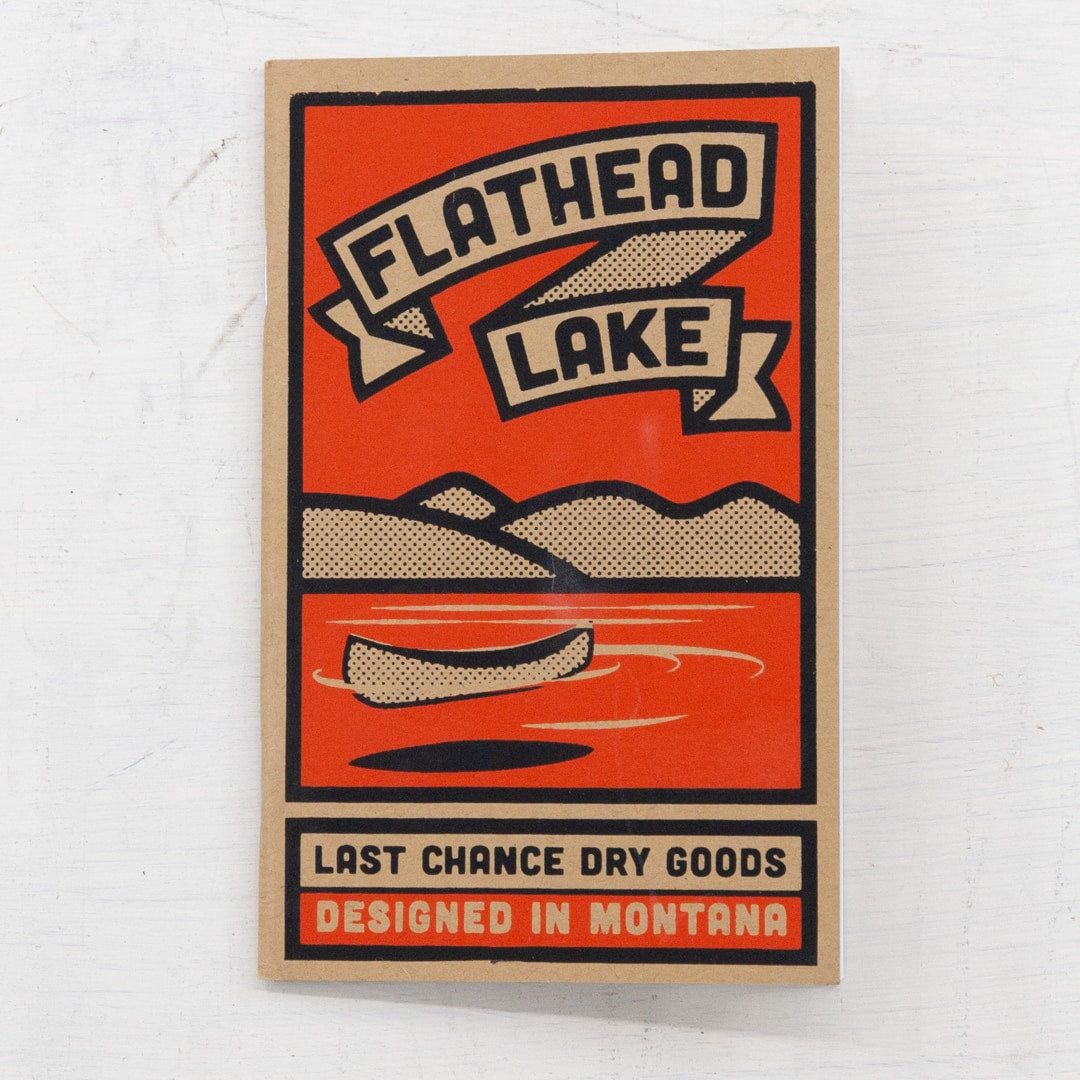 FLATHEAD
LAKE
LAST CHANCE DRY GOODS
DESIGNED IN MONTANA